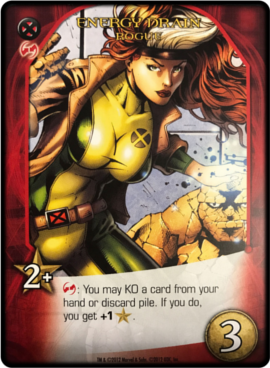 ENERGY DRAIN
ROGUE
2+
: You may KO a card from your
hand or discard pile. If you do,
you get +1 .
3